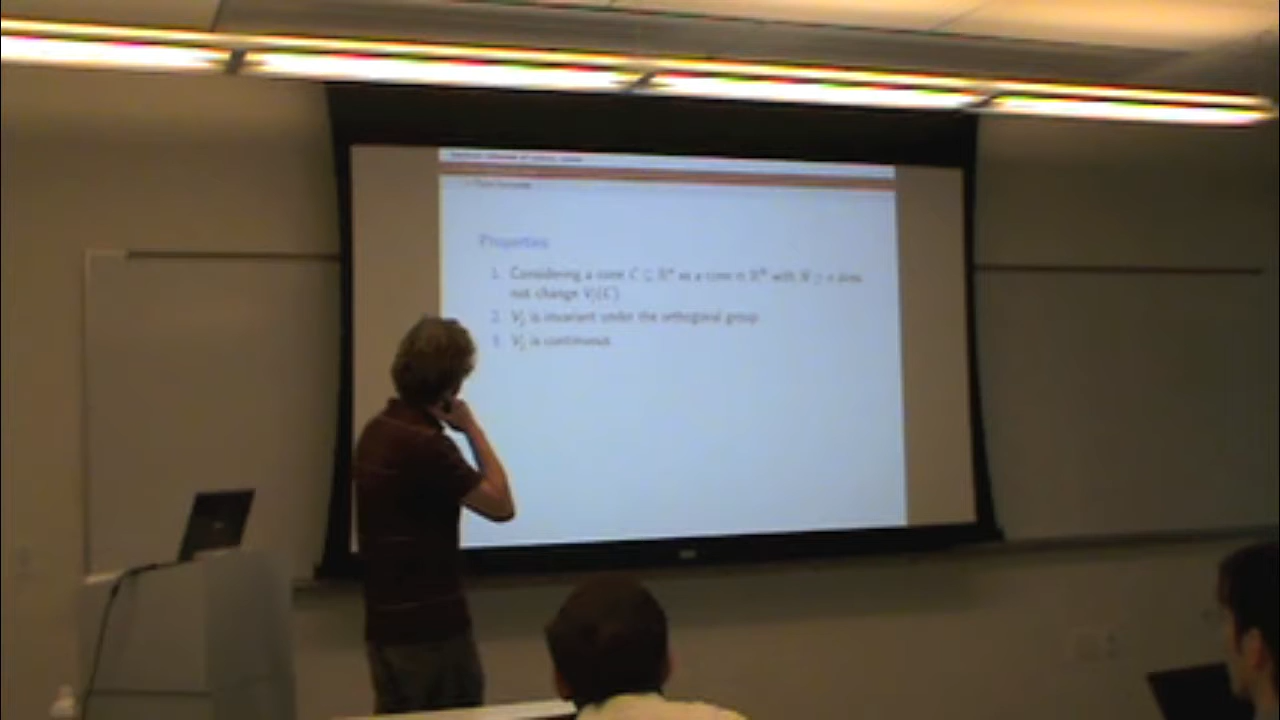 Properties
1. Considering a cone C ⊆ ℝⁿ as a cone in ℝᴺ with N ≥ n does
not change Vⱼ(C)
2. Vⱼ is invariant under the orthogonal group
3. Vⱼ is continuous